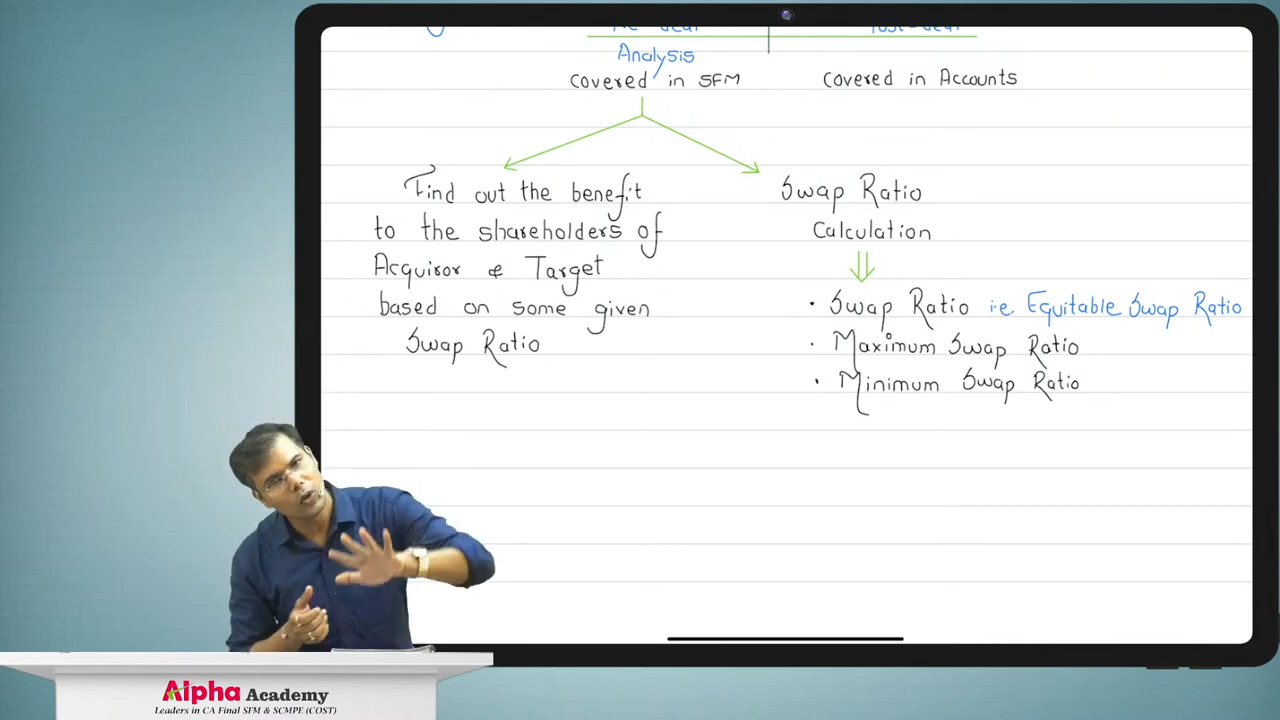 Analysis
Covered in SFM
Covered in Accounts
Find out the benefit
to the shareholders of
Acquiror & Target
based on some given
Swap Ratio
Swap Ratio
Calculation
• Swap Ratio i.e. Equitable Swap Ratio
• Maximum Swap Ratio
• Minimum Swap Ratio
Alpha Academy
Leaders in CA Final SFM & SCMPE (COST)